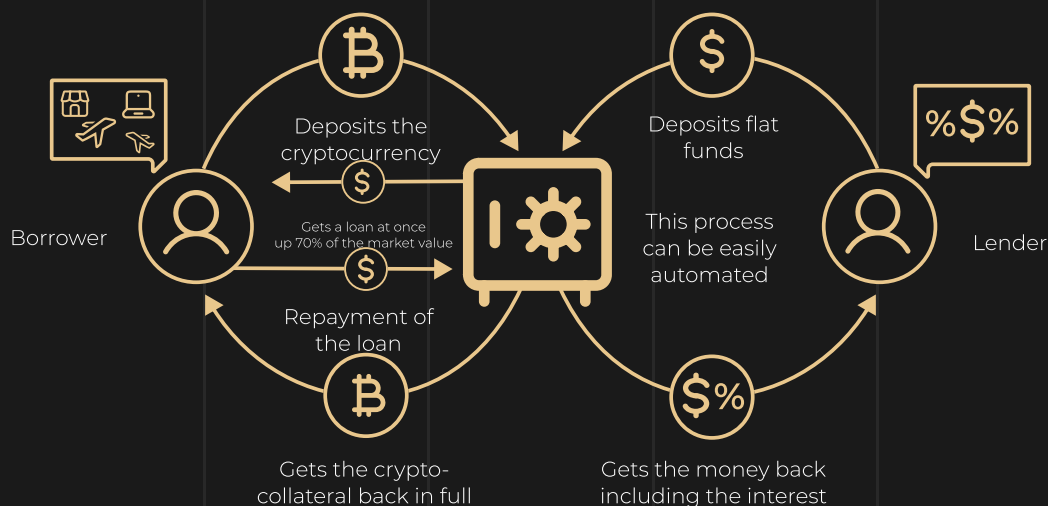 Deposits the
cryptocurrency
Deposits flat
funds
Borrower
Gets a loan at once
up 70% of the market value
This process
can be easily
automated
Lender
Repayment of
the loan
Gets the crypto-
collateral back in full
Gets the money back
including the interest
%$%
$
$
$
$%